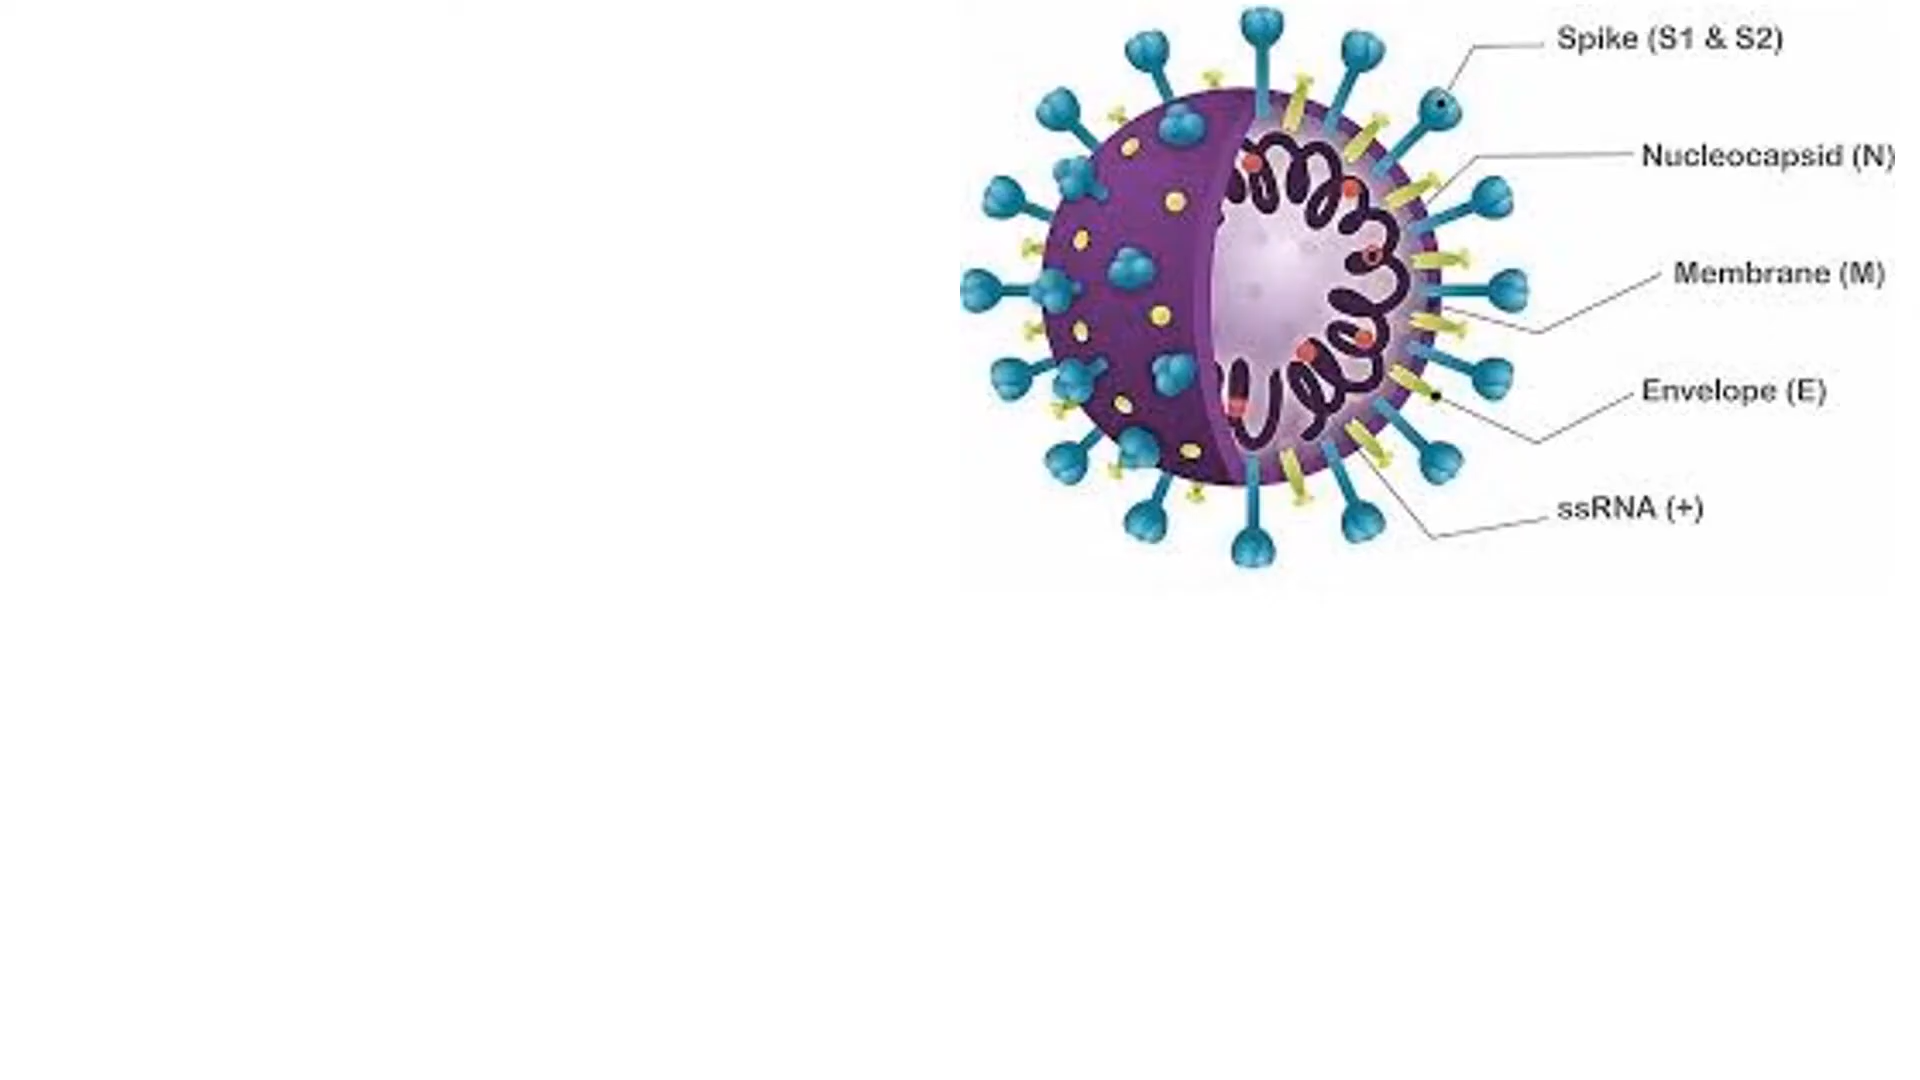 Spike (S1 & S2)
Nucleocapsid (N)
Membrane (M)
Envelope (E)
ssRNA (+)